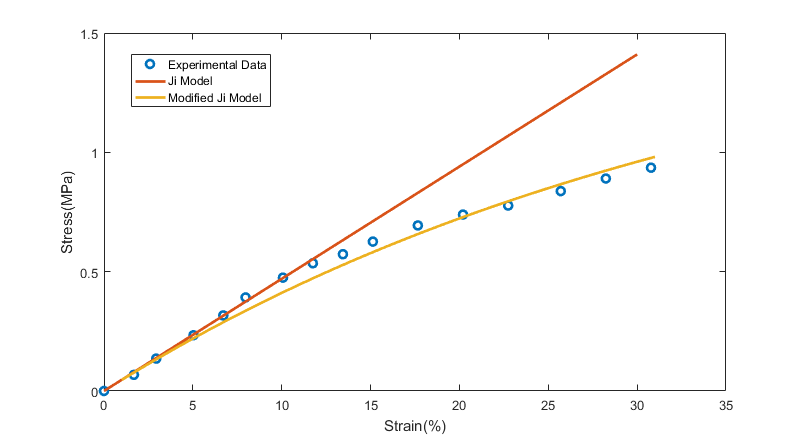 1.5
Experimental Data
Ji Model
Modified Ji Model
1
Stress(MPa)
0.5
0
0 5 10 15 20 25 30 35
Strain(%)